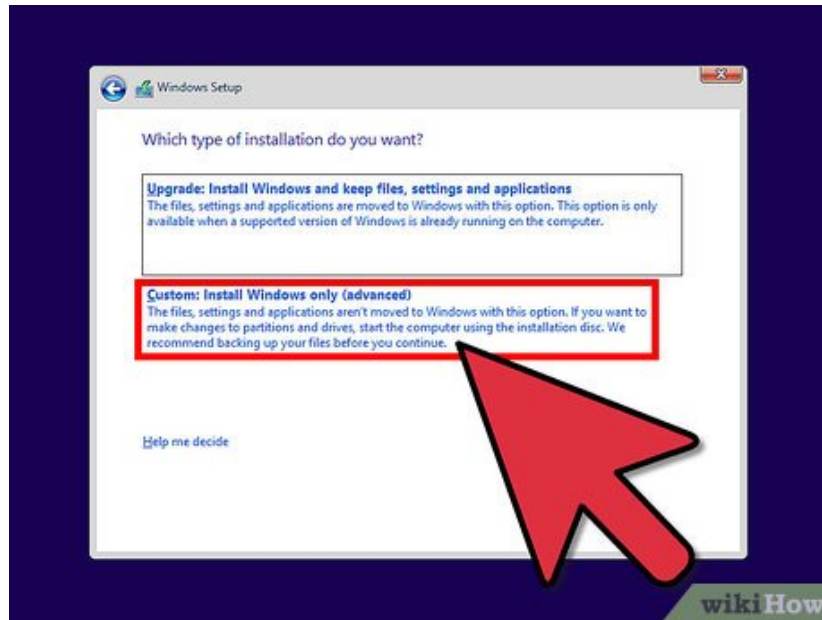 Windows Setup
Which type of installation do you want?
Upgrade: Install Windows and keep files, settings and applications
The files, settings and applications are moved to Windows with this option. This option is only
available when a supported version of Windows is already running on the computer.
Custom: Install Windows only (advanced)
The files, settings and applications aren't moved to Windows with this option. If you want to
make changes to partitions and drives, start the computer using the installation disc. We
recommend backing up your files before you continue.
Help me decide
wikiHow